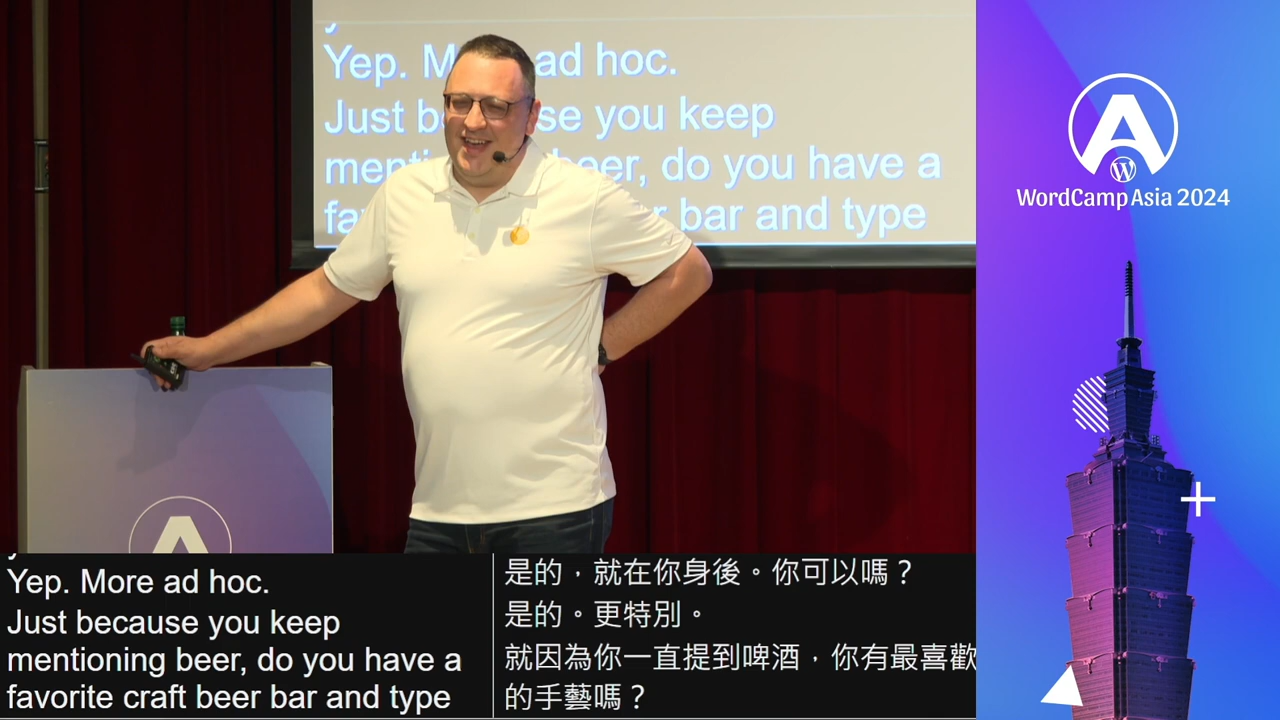 Yep. M ad hoc.
Just because you keep
beer, do you have a
bar and type
WordCamp Asia 2024
Yep. More ad hoc.
Just because you keep
mentioning beer, do you have a
favorite craft beer bar and type
是的，就在你身後。你可以嗎？
是的。更特別。
就因為你一直提到啤酒，你有最喜歡
的手藝嗎？